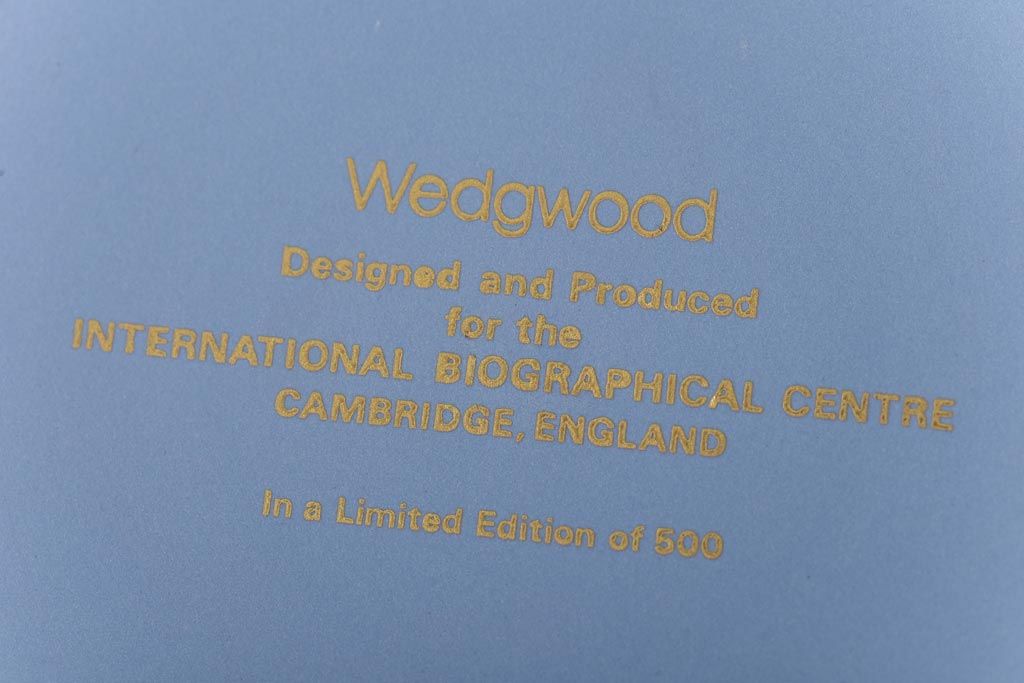 Wedgwood
Designed and Produced
for the
INTERNATIONAL BIOGRAPHICAL CENTRE
CAMBRIDGE, ENGLAND
In a Limited Edition of 500